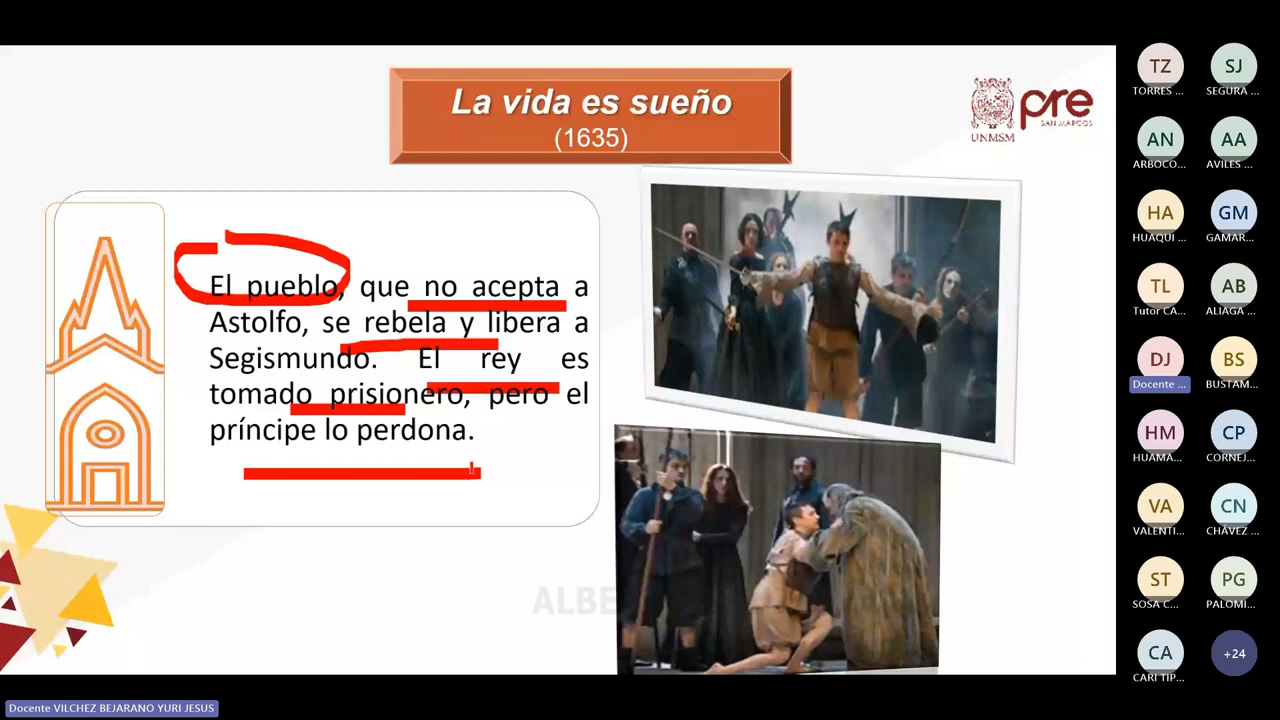 La vida es sueño
(1635)
UNMSM
pre
SAN MARCOS
El pueblo, que no acepta a
Astolfo, se rebela y libera a
Segismundo. El rey es
tomado prisionero, pero el
príncipe lo perdona.
ALBE
TZ
TORRES ...
SJ
SEGURA ...
AN
ARBOCO...
AA
AVILES ...
HA
HUAQUI ...
GM
GAMAR...
TL
Tutor CA...
AB
ALIAGA ...
DJ
Docente ...
BS
BUSTAM...
HM
HUAMA...
CP
CORNEJ...
VA
VALENTI...
CN
CHÁVEZ ...
ST
SOSA C...
PG
PALOMI...
CA
CARI TIP...
+24
Docente VILCHEZ BEJARANO YURI JESUS